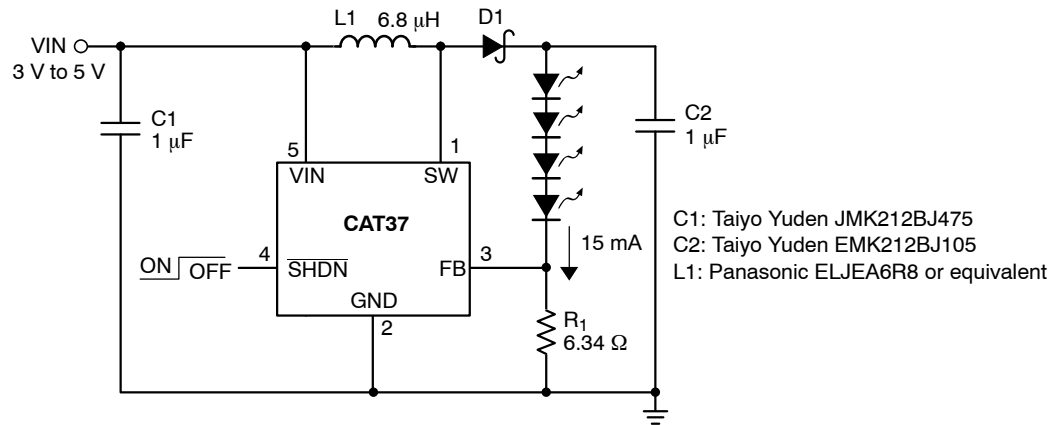 L1 6.8 μH
D1
VIN
3 V to 5 V
C1
1 μF
C2
1 μF
5
1
VIN
SW
CAT37
4
3
15 mA
ON OFF
SHDN
FB
GND
2
R1
6.34 Ω
C1: Taiyo Yuden JMK212BJ475
C2: Taiyo Yuden EMK212BJ105
L1: Panasonic ELJEA6R8 or equivalent